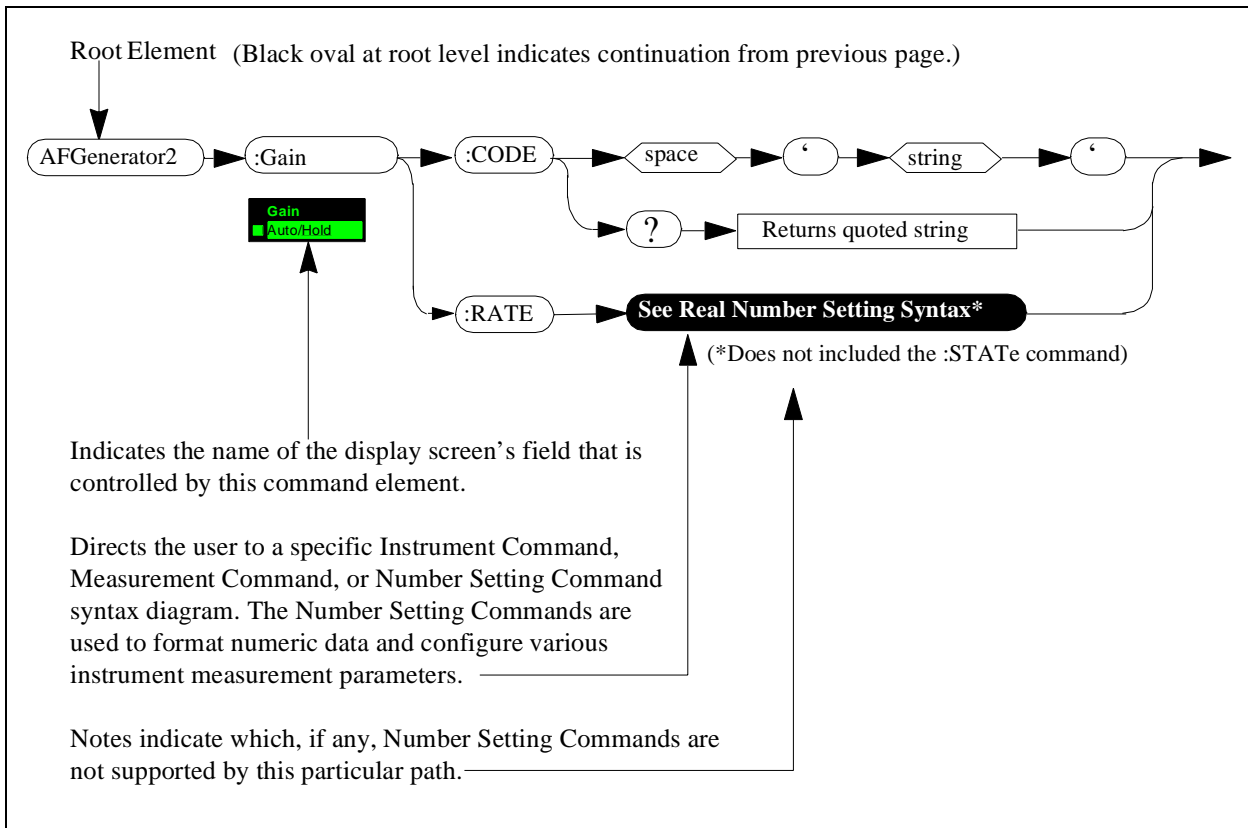 Root Element (Black oval at root level indicates continuation from previous page.)
AFGenerator2 :Gain :CODE space ‘ string ‘
Gain
Auto/Hold
? Returns quoted string
:RATE See Real Number Setting Syntax*
(*Does not included the :STATe command)
Indicates the name of the display screen’s field that is
controlled by this command element.
Directs the user to a specific Instrument Command,
Measurement Command, or Number Setting Command
syntax diagram. The Number Setting Commands are
used to format numeric data and configure various
instrument measurement parameters.
Notes indicate which, if any, Number Setting Commands are
not supported by this particular path.